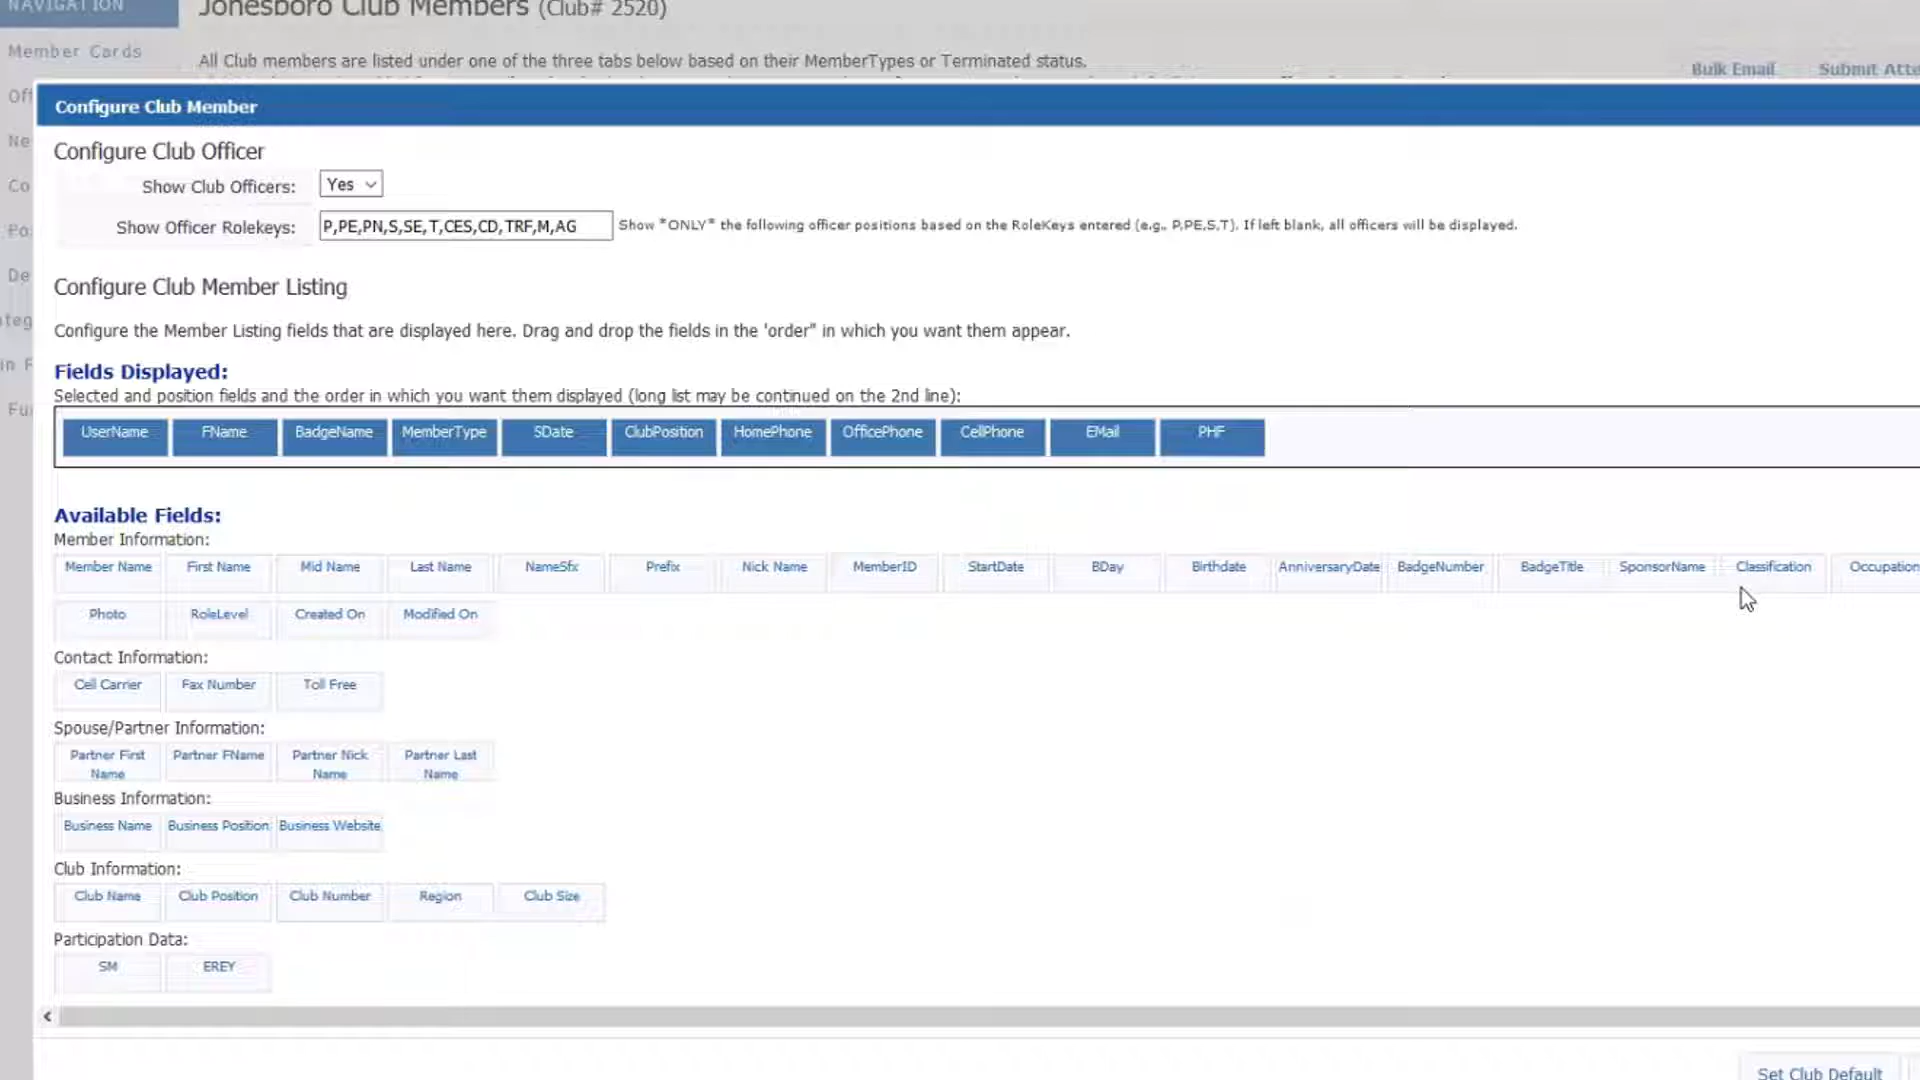 NAVIGATION
Jonesboro Club Members (Club# 2520)
Member Cards
All Club members are listed under one of the three tabs below based on their MemberTypes or Terminated status.
Bulk Email
Submit Atte
Configure Club Member
Configure Club Officer
Show Club Officers: Yes
Show Officer Rolekeys: P,PE,PN,S,SE,T,CES,CD,TRF,M,AG Show *ONLY* the following officer positions based on the RoleKeys entered (e.g., P,PE,S,T). If left blank, all officers will be displayed.
Configure Club Member Listing
Configure the Member Listing fields that are displayed here. Drag and drop the fields in the 'order" in which you want them appear.
Fields Displayed:
Selected and position fields and the order in which you want them displayed (long list may be continued on the 2nd line):
UserName FName BadgeName MemberType SDate ClubPosition HomePhone OfficePhone CellPhone EMail PHF
Available Fields:
Member Information:
Member Name First Name Mid Name Last Name NameSfx Prefix Nick Name MemberID StartDate BDay Birthdate AnniversaryDate BadgeNumber BadgeTitle SponsorName Classification Occupation
Photo RoleLevel Created On Modified On
Contact Information:
Cell Carrier Fax Number Toll Free
Spouse/Partner Information:
Partner First Name Partner FName Partner Nick Name Partner Last Name
Business Information:
Business Name Business Position Business Website
Club Information:
Club Name Club Position Club Number Region Club Size
Participation Data:
SM EREY
Set Club Default